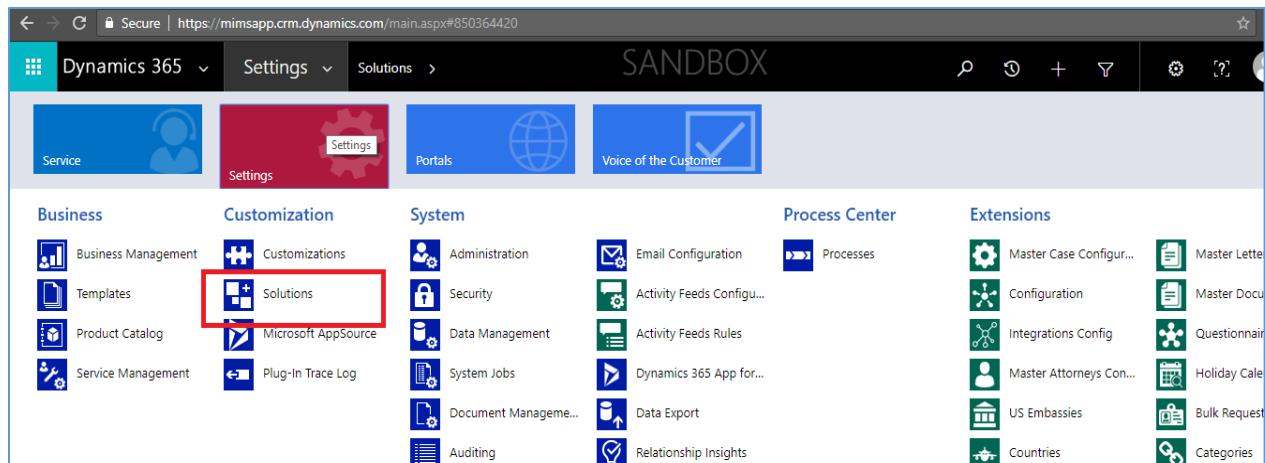 Secure | https://mimsapp.crm.dynamics.com/main.aspx#850364420
Dynamics 365 Settings Solutions > SANDBOX
Service
Settings
Settings
Portals
Voice of the Customer
Business Customization System Process Center Extensions
Business Management Customizations Administration Email Configuration Processes Master Case Configur... Master Lette
Templates Solutions Security Activity Feeds Configu... Configuration Master Docu
Product Catalog Microsoft AppSource Data Management Activity Feeds Rules Integrations Config Questionnair
Service Management Plug-In Trace Log System Jobs Dynamics 365 App for... Master Attorneys Con... Holiday Cale
Document Manageme... Data Export US Embassies Bulk Request
Auditing Relationship Insights Countries Categories